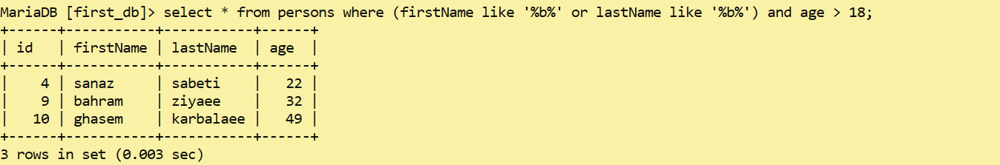 MariaDB [first_db]> select * from persons where (firstName like '%b%' or lastName like '%b%') and age > 18;
+------+-----------+-----------+------+
| id   | firstName | lastName  | age  |
+------+-----------+-----------+------+
|    4 | sanaz     | sabeti    |   22 |
|    9 | bahram    | ziyaee    |   32 |
|   10 | ghasem    | karbalaee |   49 |
+------+-----------+-----------+------+
3 rows in set (0.003 sec)